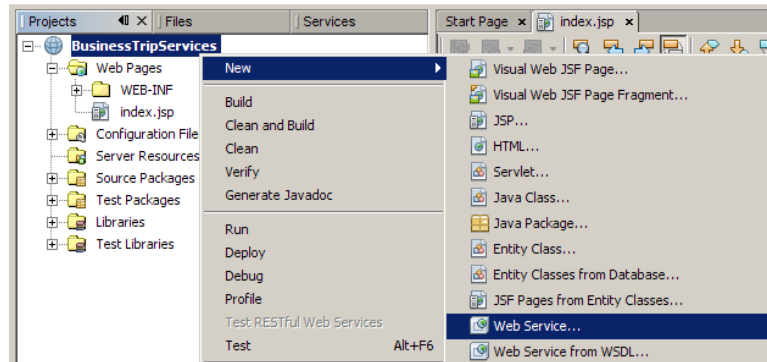 Projects
Files
Services
Start Page
index.jsp
BusinessTripServices
Web Pages
WEB-INF
index.jsp
Configuration File
Server Resources
Source Packages
Test Packages
Libraries
Test Libraries
New
Build
Clean and Build
Clean
Verify
Generate Javadoc
Run
Deploy
Debug
Profile
Test RESTful Web Services
Test Alt+F6
Visual Web JSF Page...
Visual Web JSF Page Fragment...
JSP...
HTML...
Servlet...
Java Class...
Java Package...
Entity Class...
Entity Classes from Database...
JSF Pages from Entity Classes...
Web Service...
Web Service from WSDL...